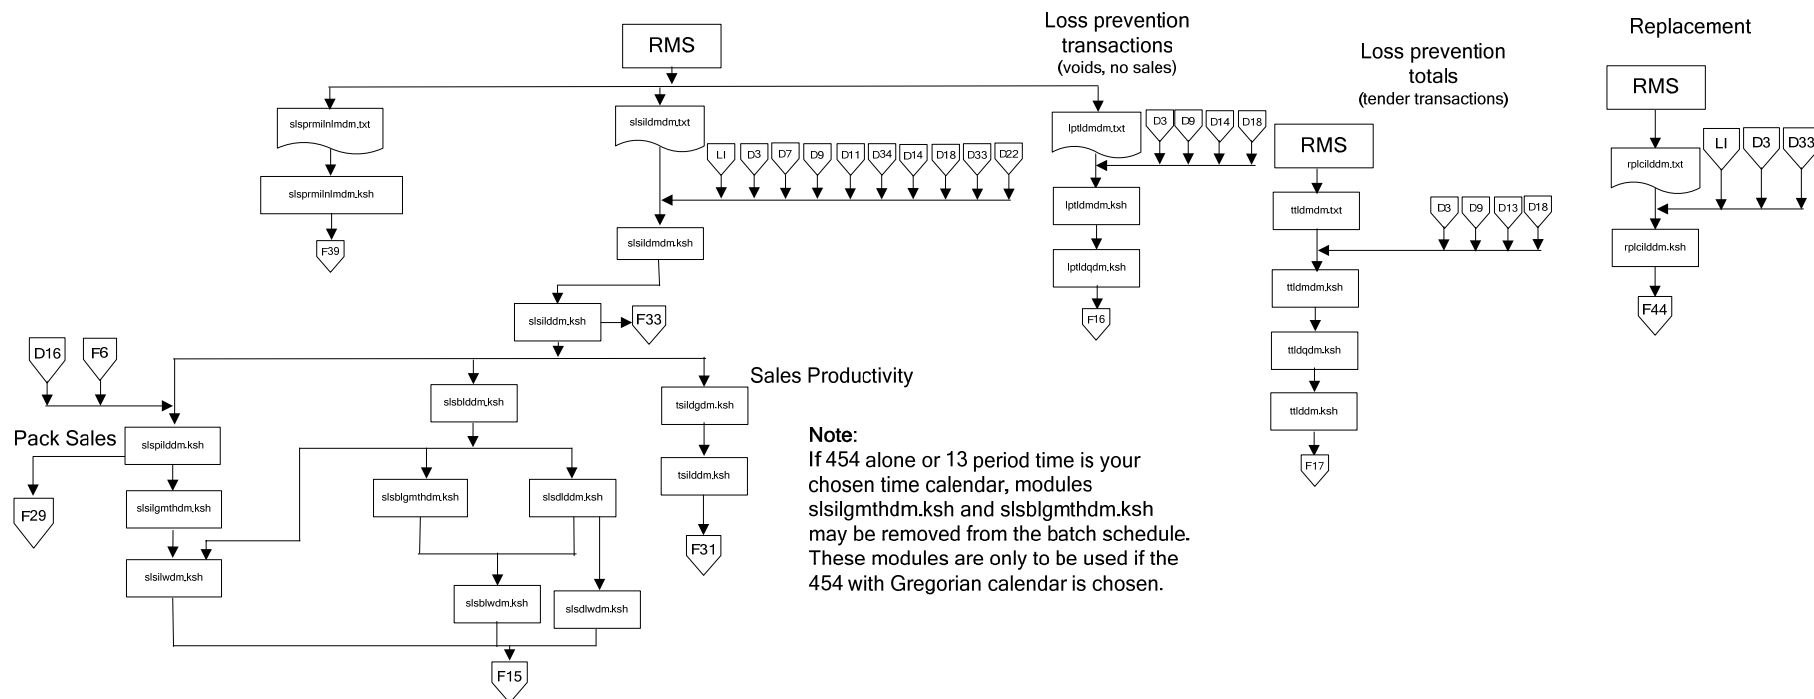 RMS
slsprmilnlmdm.txt
slsprmilnlmdm.ksh
F39
slsildmdm.txt
LI
D3
D7
D9
D11
D34
D14
D18
D33
D22
slsildmdm.ksh
slsilddm.ksh
F33
D16
F6
Pack Sales
slspilddm.ksh
F29
slsilgmthdm.ksh
slsilwdm.ksh
slsblddm.ksh
slsblgmthdm.ksh
slsdlddm.ksh
slsblwdm.ksh
slsdlwdm.ksh
F15
Sales Productivity
tsildgdm.ksh
tsilddm.ksh
F31
Loss prevention
transactions
(voids, no sales)
lptldmdm.txt
D3
D9
D14
D18
lptldmdm.ksh
lptldqdm.ksh
F16
Loss prevention
totals
(tender transactions)
RMS
ttldmdm.txt
D3
D9
D13
D18
ttldmdm.ksh
ttldqdm.ksh
ttlddm.ksh
F17
Replacement
RMS
rplcilddm.txt
LI
D3
D33
rplcilddm.ksh
F44
Note:
If 454 alone or 13 period time is your
chosen time calendar, modules
slsilgmthdm.ksh and slsblgmthdm.ksh
may be removed from the batch schedule.
These modules are only to be used if the
454 with Gregorian calendar is chosen.